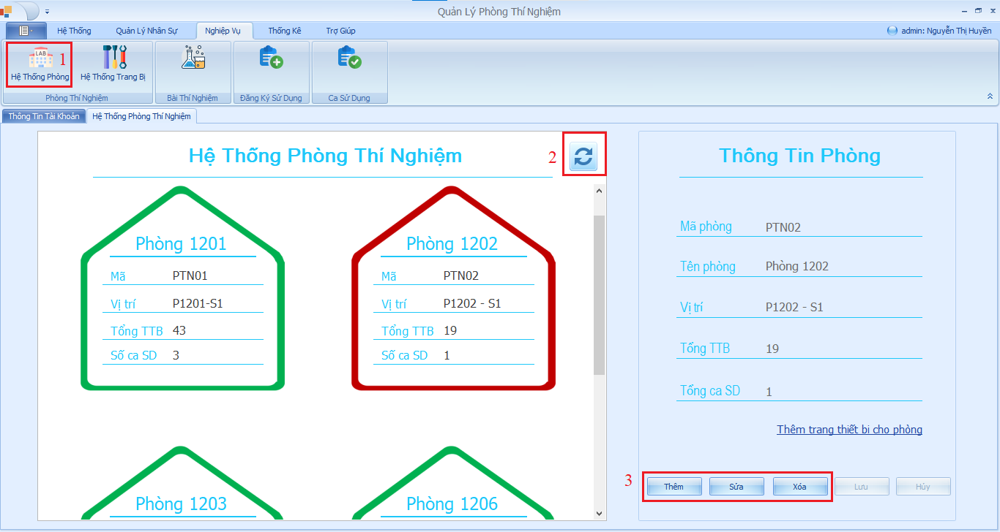 Quản Lý Phòng Thí Nghiệm
Hệ Thống
Quản Lý Nhân Sự
Nghiệp Vụ
Thống Kê
Trợ Giúp
admin: Nguyễn Thị Huyền
LAB
1
Hệ Thống Phòng
Hệ Thống Trang Bị
Phòng Thí Nghiệm
Bài Thí Nghiệm
Đăng Ký Sử Dụng
Ca Sử Dụng
Thông Tin Tài Khoản
Hệ Thống Phòng Thí Nghiệm
Hệ Thống Phòng Thí Nghiệm
2
Phòng 1201
Mã PTN01
Vị trí P1201-S1
Tổng TTB 43
Số ca SD 3
Phòng 1202
Mã PTN02
Vị trí P1202 - S1
Tổng TTB 19
Số ca SD 1
Phòng 1203
Phòng 1206
Thông Tin Phòng
Mã phòng PTN02
Tên phòng Phòng 1202
Vị trí P1202 - S1
Tổng TTB 19
Tổng ca SD 1
Thêm trang thiết bi cho phòng
3
Thêm
Sửa
Xóa
Lưu
Hủy